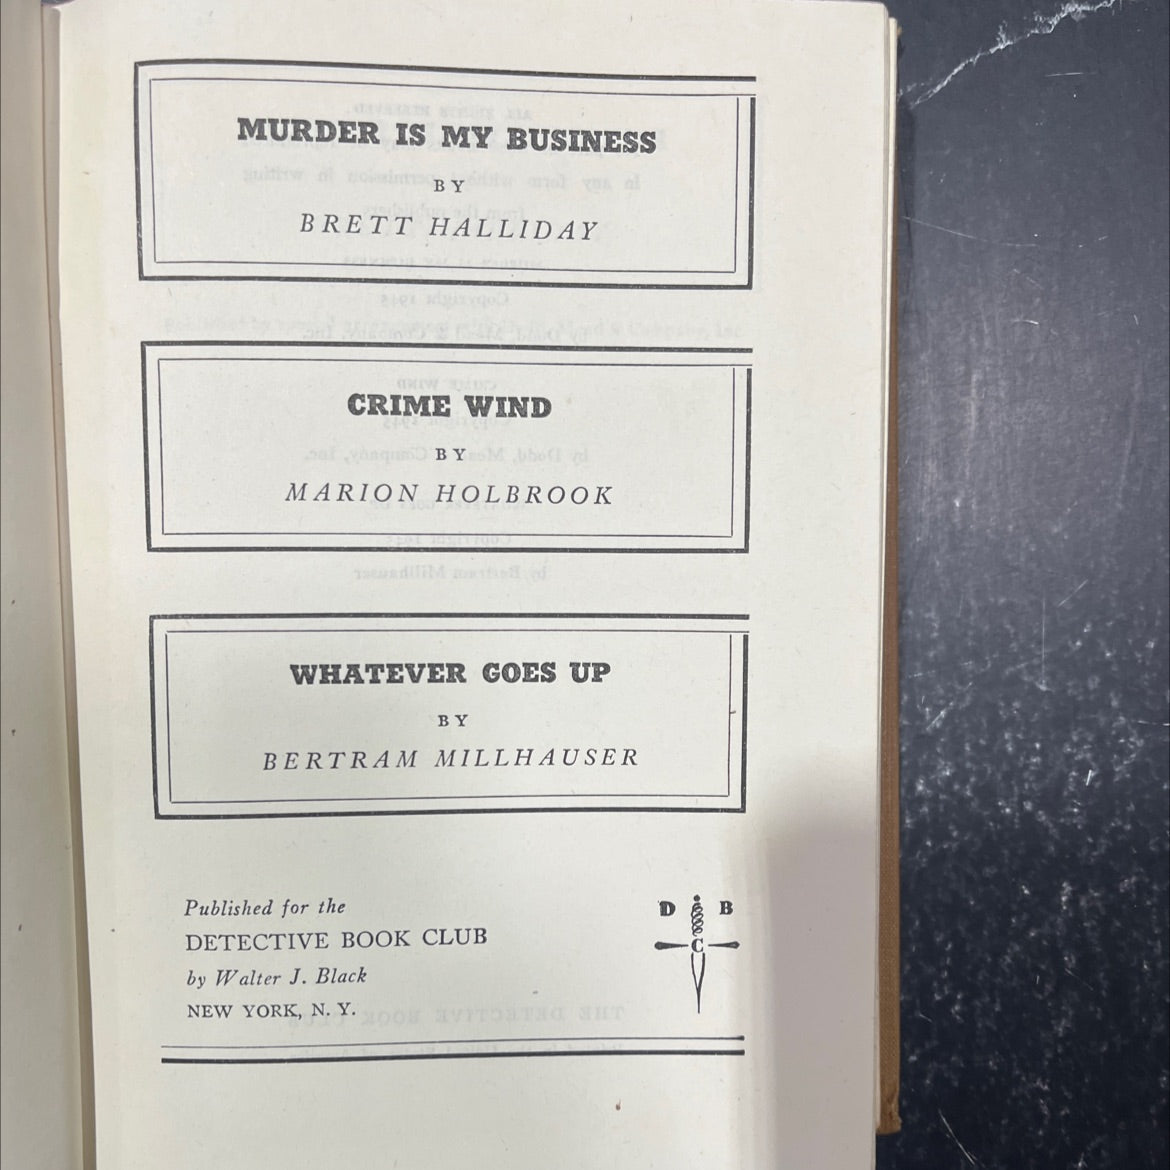 MURDER IS MY BUSINESS
BY
BRETT HALLIDAY
CRIME WIND
BY
MARION HOLBROOK
WHATEVER GOES UP
BY
BERTRAM MILLHAUSER
Published for the
DETECTIVE BOOK CLUB
by Walter J. Black
NEW YORK, N. Y.
D B
C